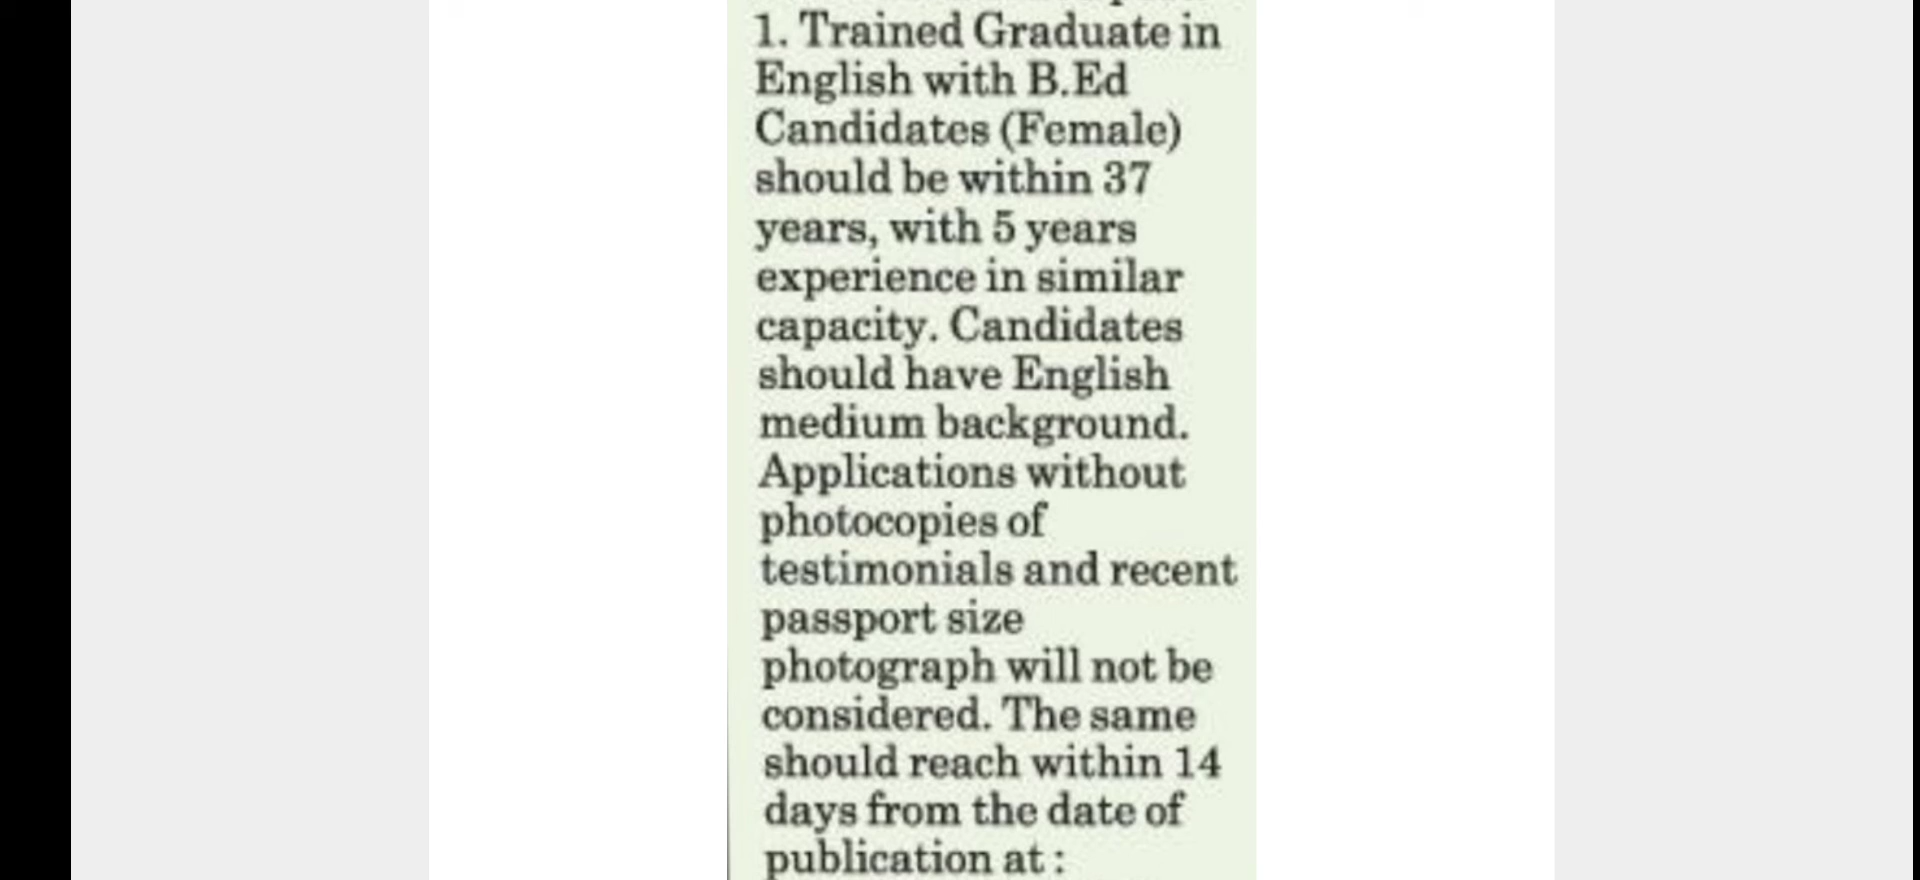 1. Trained Graduate in
English with B.Ed
Candidates (Female)
should be within 37
years, with 5 years
experience in similar
capacity. Candidates
should have English
medium background.
Applications without
photocopies of
testimonials and recent
passport size
photograph will not be
considered. The same
should reach within 14
days from the date of
publication at :